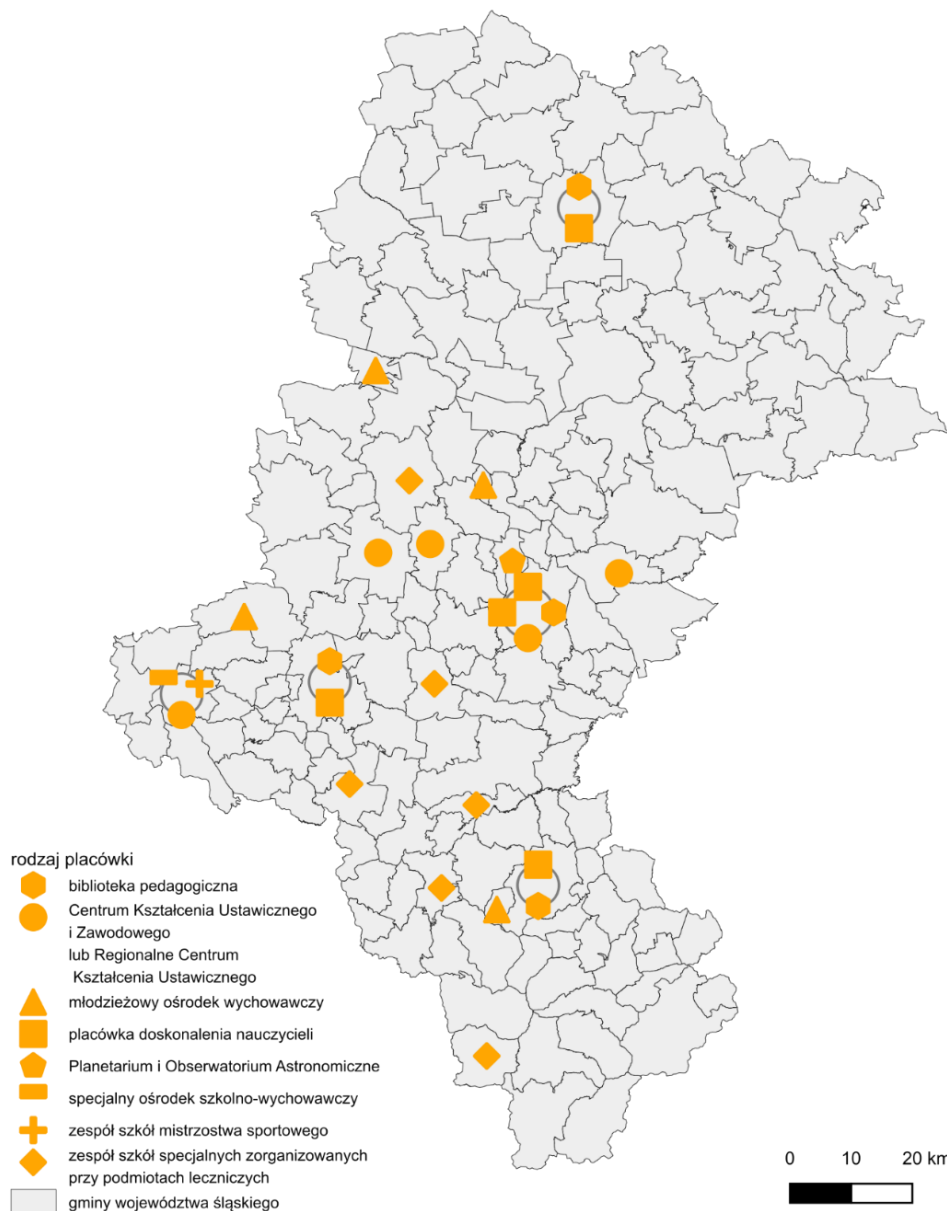 rodzaj placówki
biblioteka pedagogiczna
Centrum Kształcenia Ustawicznego
i Zawodowego
lub Regionalne Centrum
Kształcenia Ustawicznego
młodzieżowy ośrodek wychowawczy
placówka doskonalenia nauczycieli
Planetarium i Obserwatorium Astronomiczne
specjalny ośrodek szkolno-wychowawczy
zespół szkół mistrzostwa sportowego
zespół szkół specjalnych zorganizowanych
przy podmiotach leczniczych
gminy województwa śląskiego
0 10 20 km